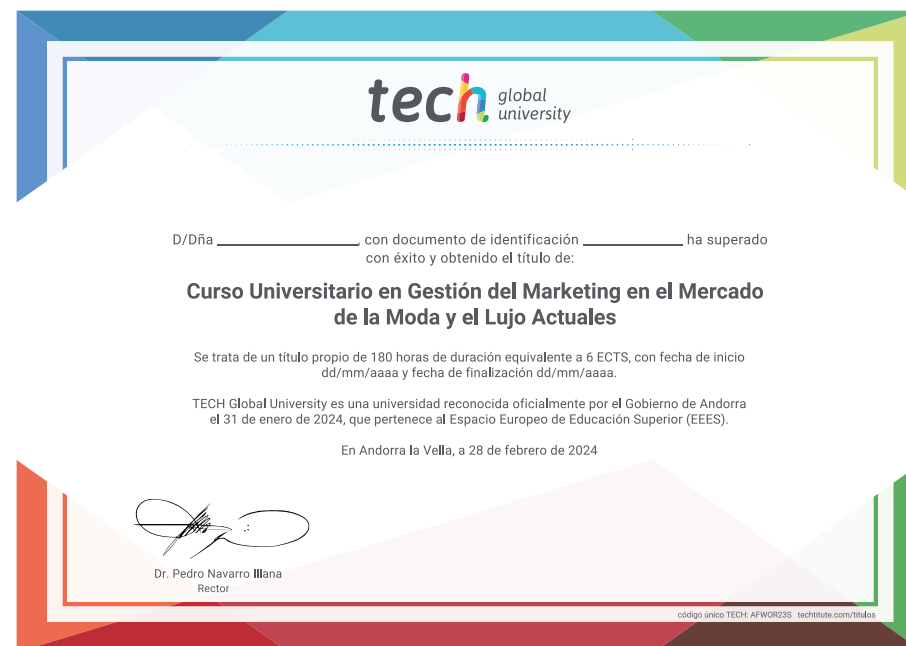 tech global
university
D/Dña ____________________, con documento de identificación ______________ ha superado
con éxito y obtenido el título de:
Curso Universitario en Gestión del Marketing en el Mercado
de la Moda y el Lujo Actuales
Se trata de un título propio de 180 horas de duración equivalente a 6 ECTS, con fecha de inicio
dd/mm/aaaa y fecha de finalización dd/mm/aaaa.
TECH Global University es una universidad reconocida oficialmente por el Gobierno de Andorra
el 31 de enero de 2024, que pertenece al Espacio Europeo de Educación Superior (EEES).
En Andorra la Vella, a 28 de febrero de 2024
Dr. Pedro Navarro Illana
Rector
código único TECH: AFWOR23S techtitute.com/titulos